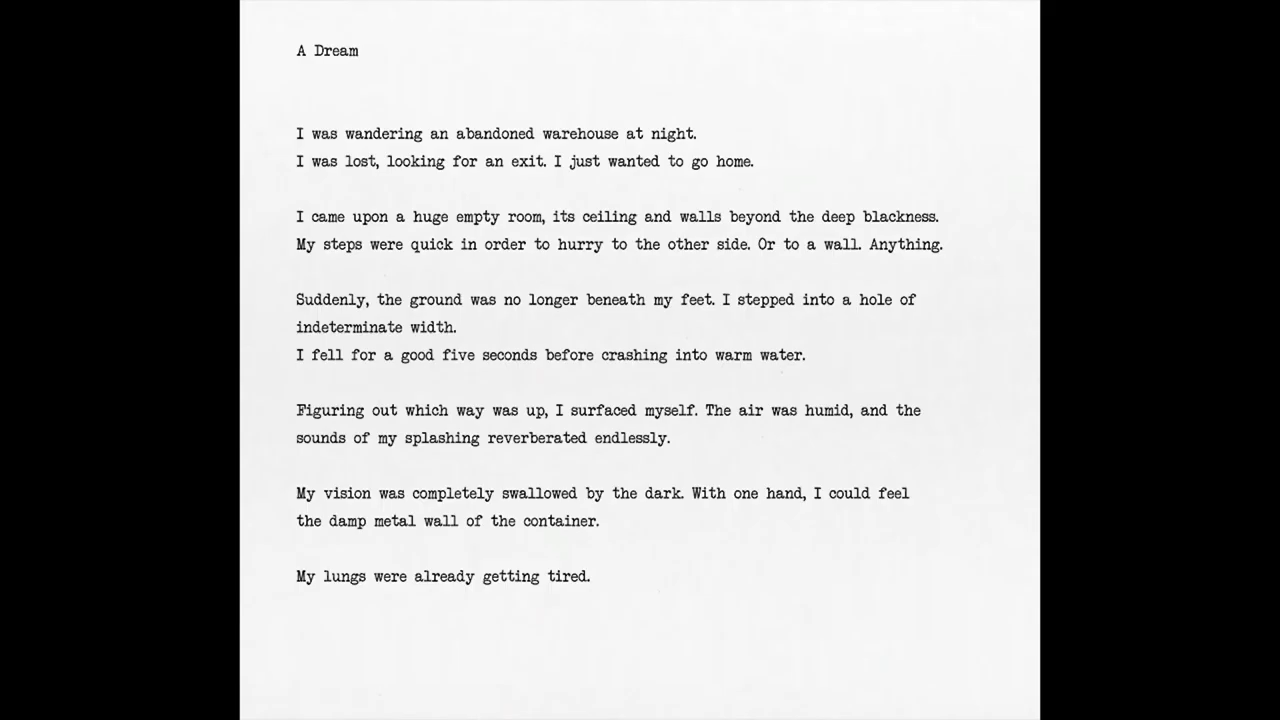 A Dream
I was wandering an abandoned warehouse at night.
I was lost, looking for an exit. I just wanted to go home.
I came upon a huge empty room, its ceiling and walls beyond the deep blackness.
My steps were quick in order to hurry to the other side. Or to a wall. Anything.
Suddenly, the ground was no longer beneath my feet. I stepped into a hole of
indeterminate width.
I fell for a good five seconds before crashing into warm water.
Figuring out which way was up, I surfaced myself. The air was humid, and the
sounds of my splashing reverberated endlessly.
My vision was completely swallowed by the dark. With one hand, I could feel
the damp metal wall of the container.
My lungs were already getting tired.